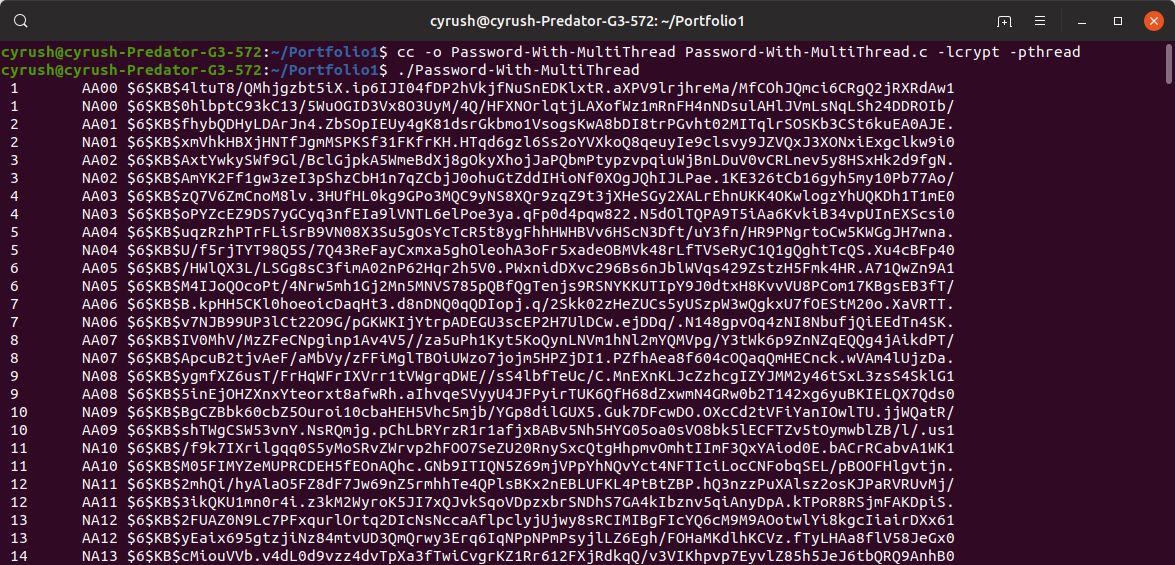 cyrush@cyrush-Predator-G3-572: ~/Portfolio1
cyrush@cyrush-Predator-G3-572:~/Portfolio1$ cc -o Password-With-MultiThread Password-With-MultiThread.c -lcrypt -pthread
cyrush@cyrush-Predator-G3-572:~/Portfolio1$ ./Password-With-MultiThread
1 AA00 $6$KB$4ltuT8/QMhjgzbt5iX.ip6IJI04fDP2hVkjfNuSnEDKlxtR.aXPV9lrjhreMa/MfCOhJQmci6CRgQ2jRXRdAw1
1 NA00 $6$KB$0hlbptC93kC13/5WuOGID3Vx8O3UyM/4Q/HFXNOrlqtjLAXofWz1mRnFH4nNDsulAHlJVmLsNqLSh24DDROIb/
2 AA01 $6$KB$fhybQDHyLDArJn4.ZbSOpIEUy4gK81dsrGkbmo1VsogsKwA8bDI8trPGvht02MITqlrSOSKb3CSt6kuEA0AJE.
2 NA01 $6$KB$xmVhkHBXjHNTfJgmMSPKSf31FKfrKH.HTqd6gzl6Ss2oYVXkoQ8qeuyIe9clsvy9JZVQxJ3XONxiExgclkw9i0
3 AA02 $6$KB$AxtYwkySWf9Gl/BclGjpkA5WmeBdXj8gOkyXhojJaPQbmPtypzvpqiuWjBnLDuV0vCRLnev5y8HSxHk2d9fgN.
3 NA02 $6$KB$AmYK2Ff1gw3zeI3pShzCbH1n7qZCbjJ0ohuGtZddIHioNf0XOgJQhIJLPae.1KE326tCb16gyh5my10Pb77Ao/
4 AA03 $6$KB$zQ7V6ZmCnoM8lv.3HUfHL0kg9GPo3MQC9yNS8XQr9zqZ9t3jXHeSGy2XALrEhnUKK4OKwlogzYhUQKDh1T1mE0
4 NA03 $6$KB$oPYZcEZ9DS7yGCyq3nfEIa9lVNTL6elPoe3ya.qFp0d4pqw822.N5dOlTQPA9T5iAa6KvkiB34vpUInEXScsi0
5 AA04 $6$KB$uqzRzhPTrFLiSrB9VN08X3Su5gOsYcTcR5t8ygFhhHWHBVv6HScN3Dft/uY3fn/HR9PNgrtoCw5KWGgJH7wna.
5 NA04 $6$KB$U/f5rjTYT98Q5S/7Q43ReFayCxmxa5ghOleohA3oFr5xadeOBMVk48rLfTVSeRyC1Q1gQghtTcQS.Xu4cBFp40
6 AA05 $6$KB$/HWlQX3L/LSGg8sC3fimA02nP62Hqr2h5V0.PWxnidDXvc296Bs6nJblWVqs429ZstzH5Fmk4HR.A71QwZn9A1
6 NA05 $6$KB$M4IJoQOcoPt/4Nrw5mh1Gj2Mn5MNVS785pQBfQgTenjs9RSNYKKUTIpY9J0dtxH8KvvVU8PCom17KBgsEB3fT/
7 AA06 $6$KB$B.kpHH5CKl0hoeoicDaqHt3.d8nDNQ0qQDIopj.q/2Skk02zHeZUCs5yUSzpW3wQgkxU7fOEStM20o.XaVRTT.
7 NA06 $6$KB$v7NJB99UP3lCt22O9G/pGKWKIjYtrpADEGU3scEP2H7UlDCw.ejDDq/.N148gpvOq4zNI8NbufjQiEEdTn4SK.
8 AA07 $6$KB$IV0MhV/MzZFeCNpginp1Av4V5//za5uPh1Kyt5KoQynLNVm1hNl2mYQMVpg/Y3tWk6p9ZnNZqEQQg4jAikdPT/
8 NA07 $6$KB$ApcuB2tjvAeF/aMbVy/zFFiMglTBOiUWzo7jojm5HPZjDI1.PZfhAea8f604cOQaqQmHECnck.wVAm4lUjzDa.
9 NA08 $6$KB$ygmfXZ6usT/FrHqWFrIXVrr1tVWgrqDWE//sS4lbfTeUc/C.MnEXnKLJcZzhcgIZYJMM2y46tSxL3zsS4SklG1
9 AA08 $6$KB$5inEjOHZXnxYteorxt8afwRh.aIhvqeSVyyU4JFPyirTUK6QfH68dZxwmN4GRw0b2T142xg6yuBKIELQX7Qds0
10 NA09 $6$KB$BgCZBbk60cbZ5Ouroi10cbaHEH5Vhc5mjb/YGp8dilGUX5.Guk7DFcwDO.OXcCd2tVFiYanIOwlTU.jjWQatR/
10 AA09 $6$KB$shTWgCSW53vnY.NsRQmjg.pChLbRYrzR1r1afjxBABv5Nh5HYG05oa0sVO8bk5lECFTZv5tOymwblZB/l/.us1
11 NA10 $6$KB$/f9k7IXrilgqq0S5yMoSRvZWrvp2hFOO7SeZU20RnySxcQtgHhpmvOmhtIImF3QxYAiod0E.bACrRCabvA1WK1
11 AA10 $6$KB$M05FIMYZeMUPRCDEH5fEOnAQhc.GNb9ITIQN5Z69mjVPpYhNQvYct4NFTIciLocCNFobqSEL/pBOOFHlgvtjn.
12 NA11 $6$KB$2mhQi/hyAlaO5FZ8dF7Jw69nZ5rmhhTe4QPlsBKx2nEBLUFKL4PtBtZBP.hQ3nzzPuXAlsz2osKJPaRVRUvMj/
12 AA11 $6$KB$3ikQKU1mn0r4i.z3kM2WyroK5JI7xQJvkSqoVDpzxbrSNDhS7GA4kIbznv5qiAnyDpA.kTPoR8RSjmFAKDpiS.
13 NA12 $6$KB$2FUAZ0N9Lc7PFxqurlOrtq2DIcNsNccaAflpclyjUjwy8sRCIMIBgFIcYQ6cM9M9AOotwlYi8kgcIiairDXx61
13 AA12 $6$KB$yEaix695gtzjiNz84mtvUD3QmQrwy3Erq6IqNPpNPmPsyjlLZ6Egh/FOHaMKdlhKCVz.fTyLHAa8flV58JeGx0
14 NA13 $6$KB$cMiouVVb.v4dL0d9vzz4dvTpXa3fTwiCvgrKZ1Rr612FXjRdkqQ/v3VIKhpvp7EyvlZ85h5JeJ6tbQRQ9AnhB0